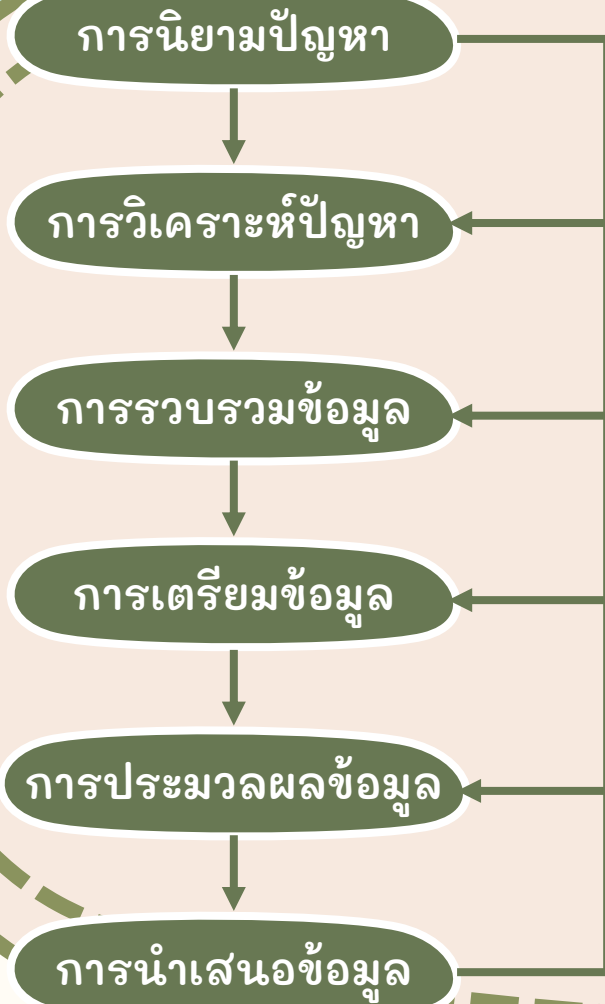 การนิยามปัญหา
การวิเคราะห์ปัญหา
การรวบรวมข้อมูล
การเตรียมข้อมูล
การประมวลผลข้อมูล
การนำเสนอข้อมูล